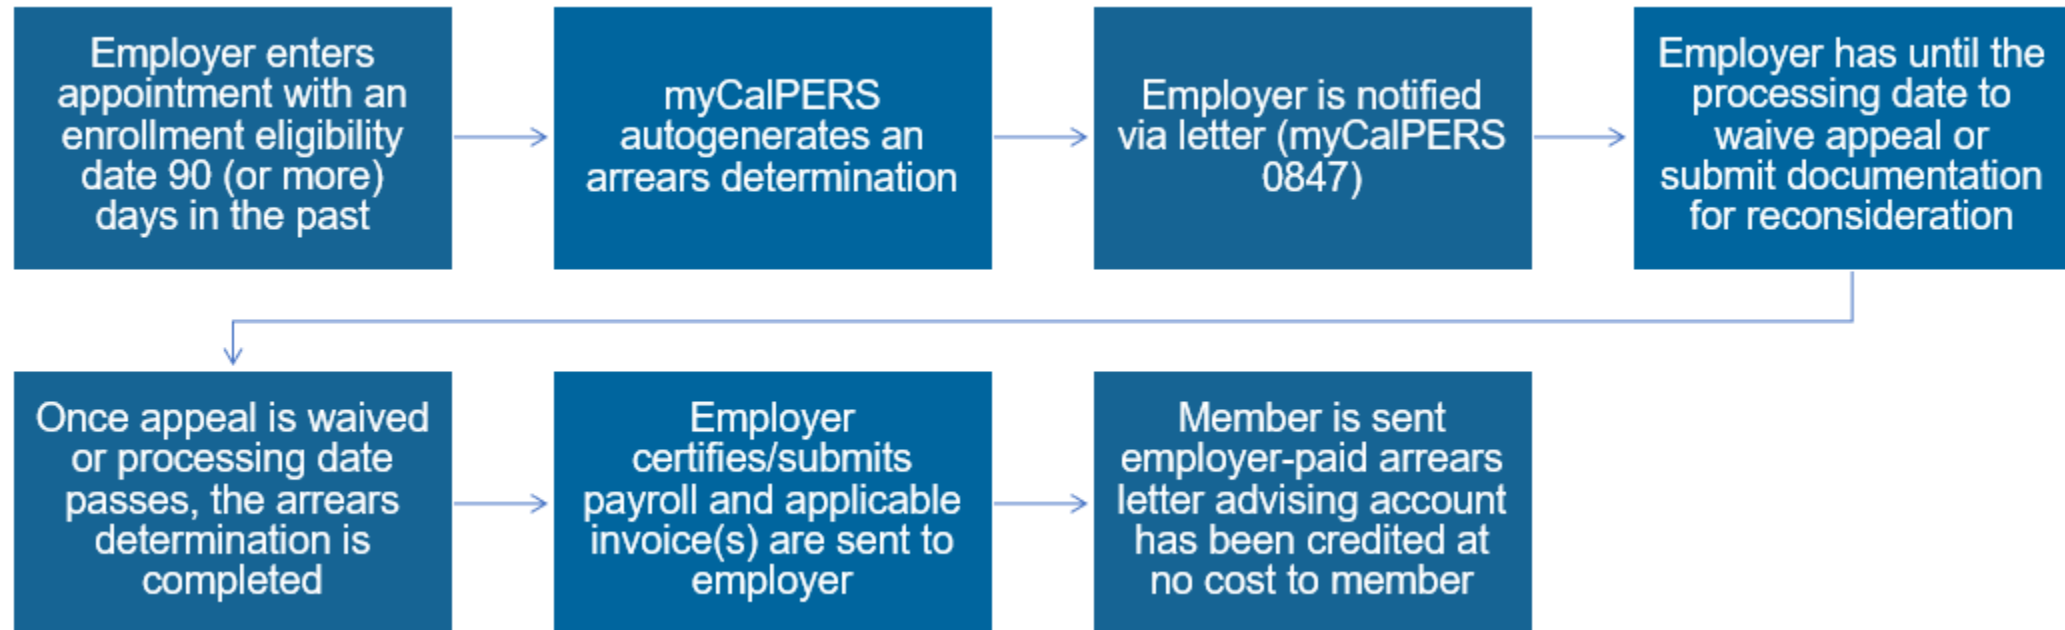 Employer enters
appointment with an
enrollment eligibility
date 90 (or more)
days in the past
myCalPERS
autogenerates an
arrears determination
Employer is notified
via letter (myCalPERS
0847)
Employer has until the
processing date to
waive appeal or
submit documentation
for reconsideration
Once appeal is waived
or processing date
passes, the arrears
determination is
completed
Employer
certifies/submits
payroll and applicable
invoice(s) are sent to
employer
Member is sent
employer-paid arrears
letter advising account
has been credited at
no cost to member